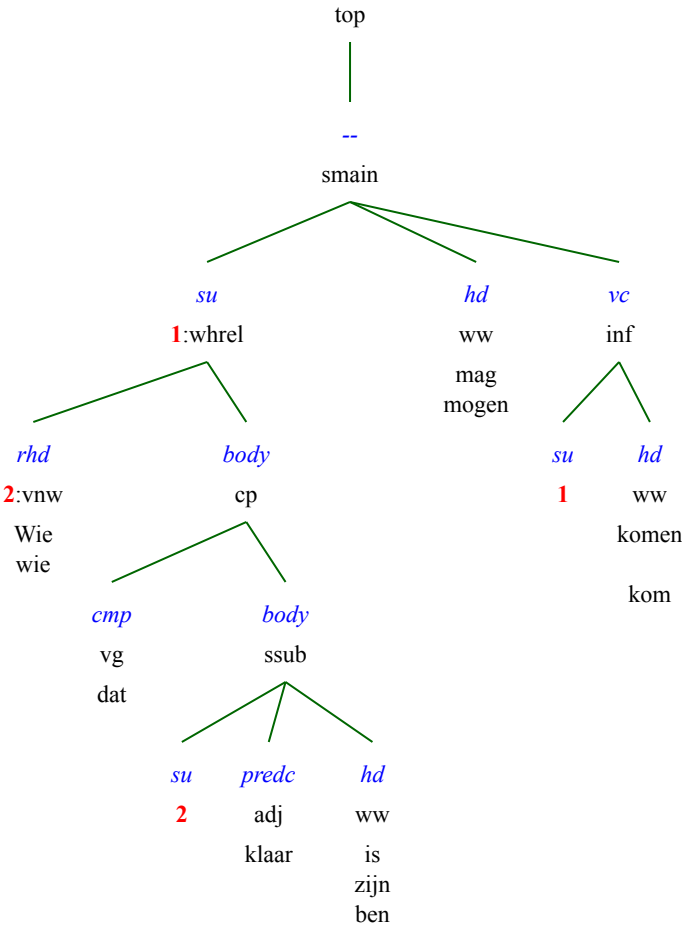 top
--
smain
su hd vc
1:whrel ww inf
mag
mogen
rhd body su hd
2:vnw cp 1 ww
Wie komen
wie
kom
cmp body
vg ssub
dat
su predc hd
2 adj ww
klaar is
zijn
ben